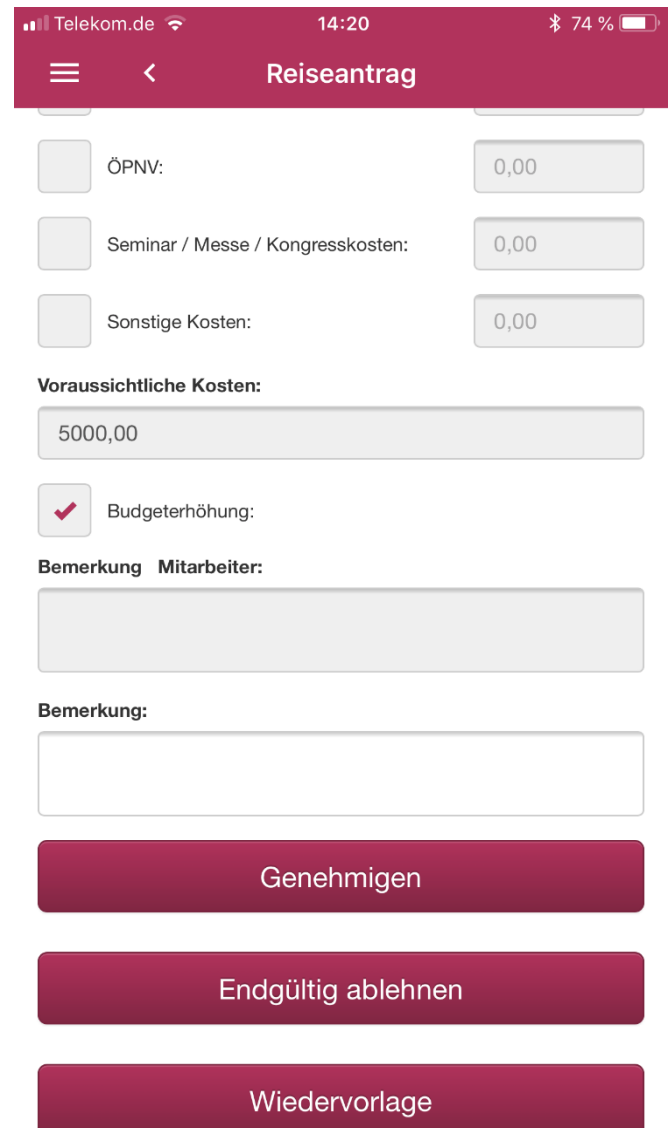 Telekom.de 14:20 74 %
Reiseantrag
ÖPNV: 0,00
Seminar / Messe / Kongresskosten: 0,00
Sonstige Kosten: 0,00
Voraussichtliche Kosten:
5000,00
Budgeterhöhung:
Bemerkung Mitarbeiter:
Bemerkung:
Genehmigen
Endgültig ablehnen
Wiedervorlage